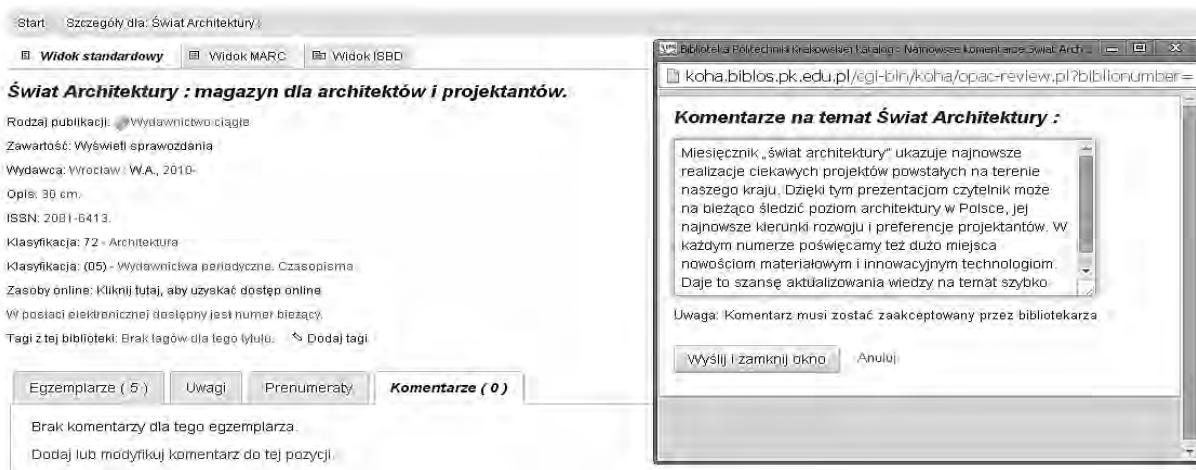 Start Szczegóły dla: Świat Architektury :
Widok standardowy Widok MARC Widok ISBD
Świat Architektury : magazyn dla architektów i projektantów.
Rodzaj publikacji: Wydawnictwo ciągłe
Zawartość: Wyświetl sprawozdania
Wydawca: Wrocław : W.A., 2010-
Opis: 30 cm.
ISSN: 2081-6413.
Klasyfikacja: 72 - Architektura
Klasyfikacja: (05) - Wydawnictwa periodyczne. Czasopisma
Zasoby online: Kliknij tutaj, aby uzyskać dostęp online
W postaci elektronicznej dostępny jest numer bieżący.
Tagi z tej biblioteki: Brak tagów dla tego tytułu. Dodaj tagi
Egzemplarze ( 5 ) Uwagi Prenumeraty Komentarze ( 0 )
Brak komentarzy dla tego egzemplarza.
Dodaj lub modyfikuj komentarz do tej pozycji.
Biblioteka Politechniki Krakowskiej Katalog › Najnowsze komentarze Świat Arch...
koha.biblos.pk.edu.pl/cgi-bin/koha/opac-review.pl?biblionumber=
Komentarze na temat Świat Architektury :
Miesięcznik „świat architektury” ukazuje najnowsze
realizacje ciekawych projektów powstałych na terenie
naszego kraju. Dzięki tym prezentacjom czytelnik może
na bieżąco śledzić poziom architektury w Polsce, jej
najnowsze kierunki rozwoju i preferencje projektantów. W
każdym numerze poświęcamy też dużo miejsca
nowościom materiałowym i innowacyjnym technologiom.
Daje to szansę aktualizowania wiedzy na temat szybko
Uwaga: Komentarz musi zostać zaakceptowany przez bibliotekarza
Wyślij i zamknij okno Anuluj